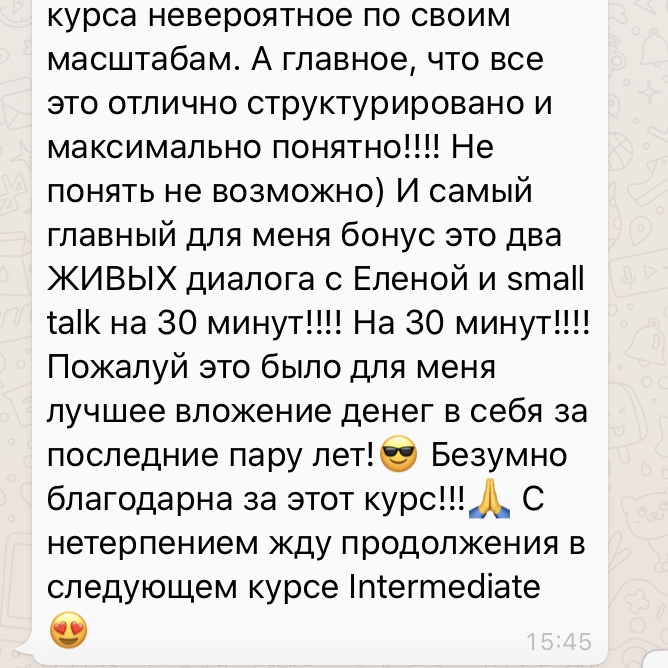 курса невероятное по своим
масштабам. А главное, что все
это отлично структурировано и
максимально понятно!!!! Не
понять не возможно) И самый
главный для меня бонус это два
ЖИВЫХ диалога с Еленой и small
talk на 30 минут!!!! На 30 минут!!!!
Пожалуй это было для меня
лучшее вложение денег в себя за
последние пару лет!😎 Безумно
благодарна за этот курс!!!🙏 С
нетерпением жду продолжения в
следующем курсе Intermediate
😍
15:45